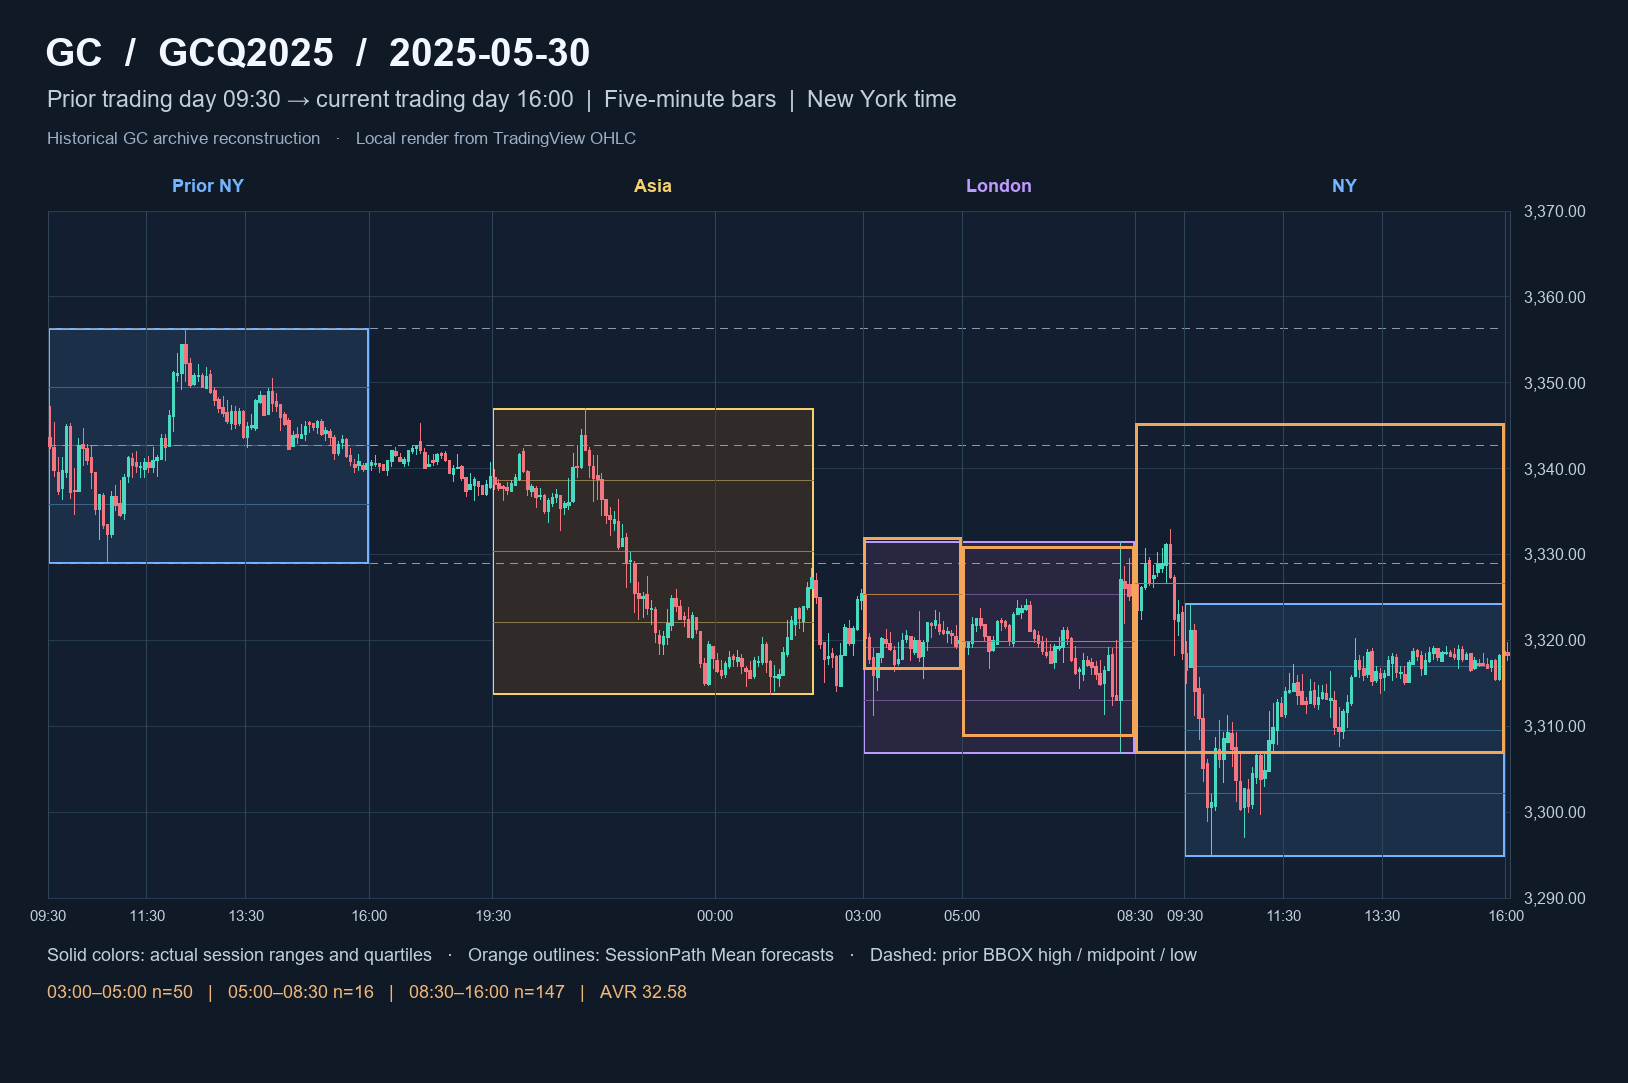 GC / GCQ2025 / 2025-05-30
Prior trading day 09:30 → current trading day 16:00 | Five-minute bars | New York time
Historical GC archive reconstruction · Local render from TradingView OHLC
Prior NY Asia London NY
3,370.00
3,360.00
3,350.00
3,340.00
3,330.00
3,320.00
3,310.00
3,300.00
3,290.00
09:30 11:30 13:30 16:00 19:30 00:00 03:00 05:00 08:30 09:30 11:30 13:30 16:00
Solid colors: actual session ranges and quartiles · Orange outlines: SessionPath Mean forecasts · Dashed: prior BBOX high / midpoint / low
03:00–05:00 n=50 | 05:00–08:30 n=16 | 08:30–16:00 n=147 | AVR 32.58